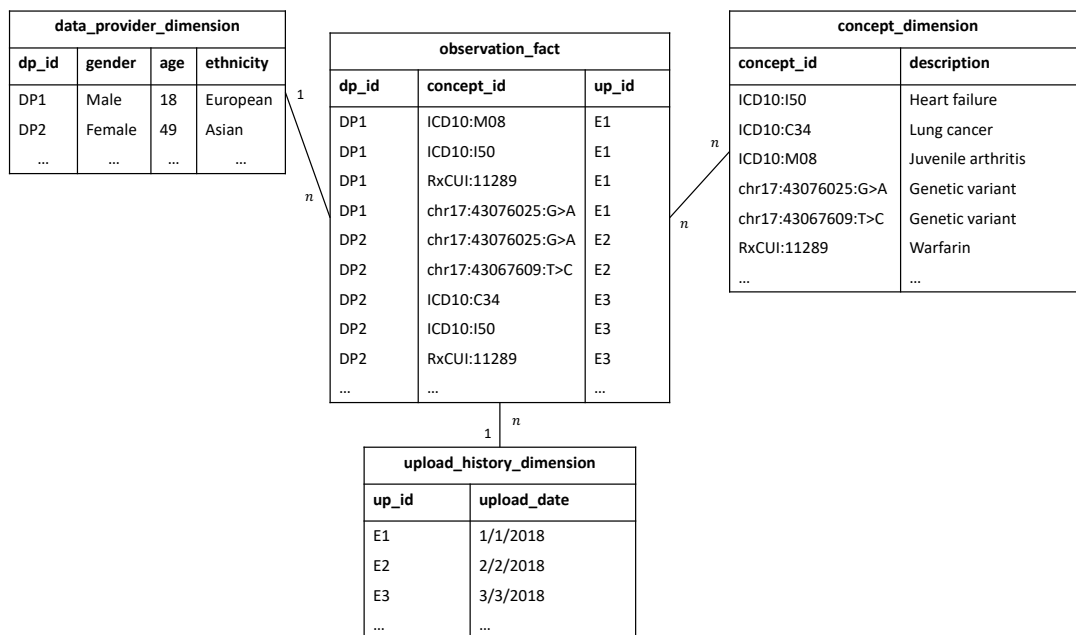 data_provider_dimension
dp_id gender age ethnicity
DP1 Male 18 European
DP2 Female 49 Asian
... ... ... ...
1
n
observation_fact
dp_id concept_id up_id
DP1 ICD10:M08 E1
DP1 ICD10:I50 E1
DP1 RxCUI:11289 E1
DP1 chr17:43076025:G>A E1
DP2 chr17:43076025:G>A E2
DP2 chr17:43067609:T>C E2
DP2 ICD10:C34 E3
DP2 ICD10:I50 E3
DP2 RxCUI:11289 E3
... ... ...
n
n
concept_dimension
concept_id description
ICD10:I50 Heart failure
ICD10:C34 Lung cancer
ICD10:M08 Juvenile arthritis
chr17:43076025:G>A Genetic variant
chr17:43067609:T>C Genetic variant
RxCUI:11289 Warfarin
... ...
n
1
upload_history_dimension
up_id upload_date
E1 1/1/2018
E2 2/2/2018
E3 3/3/2018
... ...